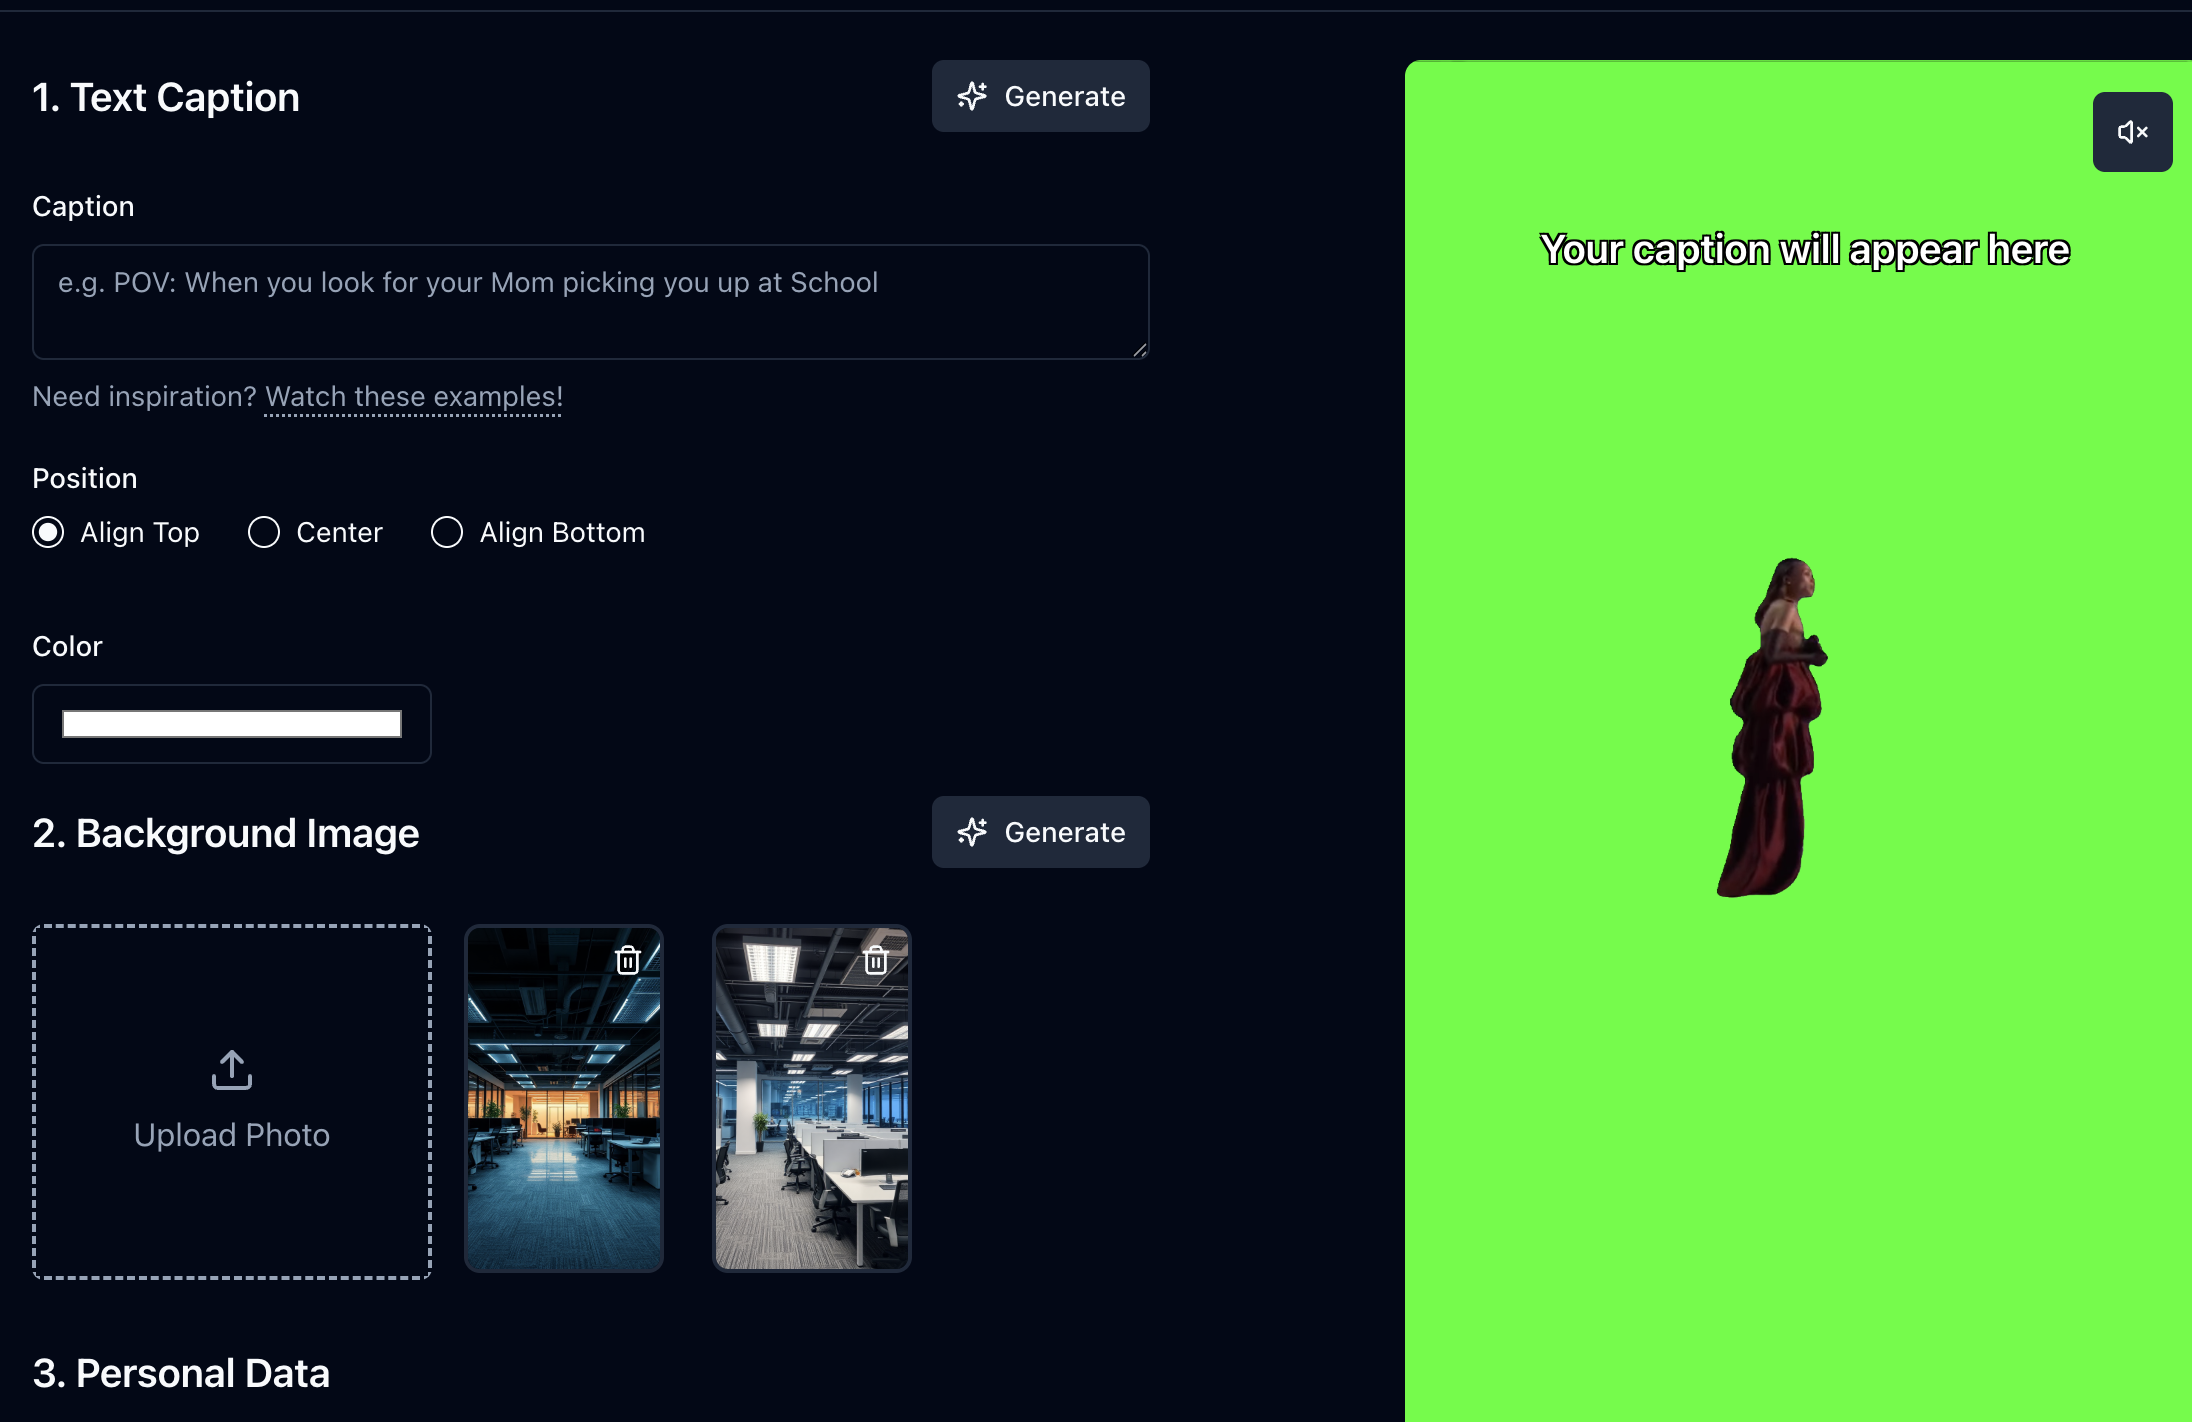 1. Text Caption
Generate
Caption
e.g. POV: When you look for your Mom picking you up at School
Need inspiration? Watch these examples!
Position
Align Top
Center
Align Bottom
Color
2. Background Image
Generate
Upload Photo
3. Personal Data
Your caption will appear here